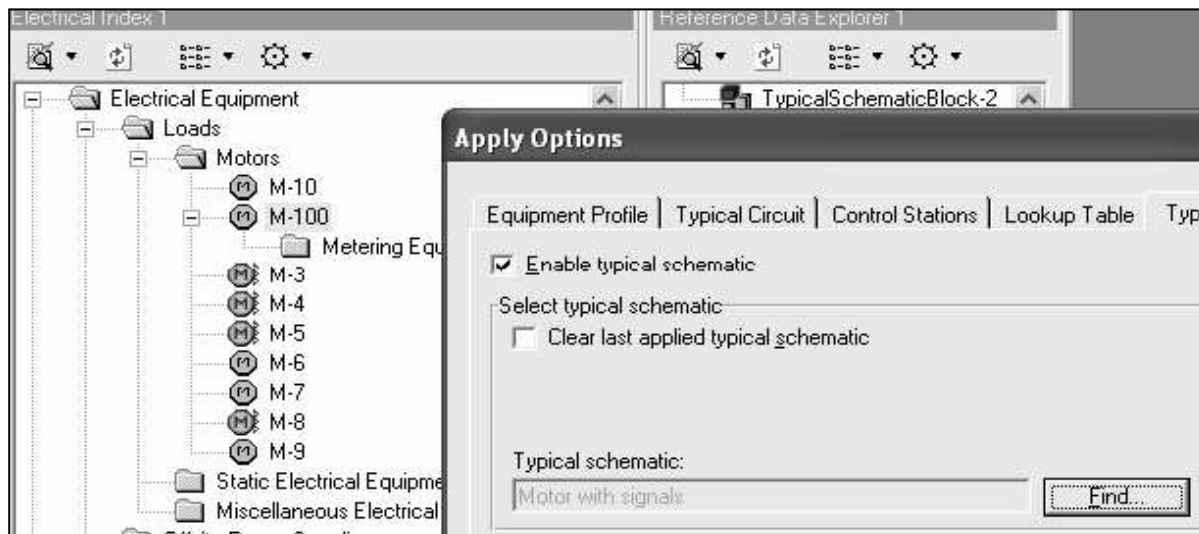 Electrical Index 1
Reference Data Explorer 1
Electrical Equipment
Loads
Motors
M-10
M-100
Metering Equ
M-3
M-4
M-5
M-6
M-7
M-8
M-9
Static Electrical Equipme
Miscellaneous Electrical
TypicalSchematicBlock-2
Apply Options
Equipment Profile
Typical Circuit
Control Stations
Lookup Table
Typ
Enable typical schematic
Select typical schematic
Clear last applied typical schematic
Typical schematic:
Motor with signals
Find...